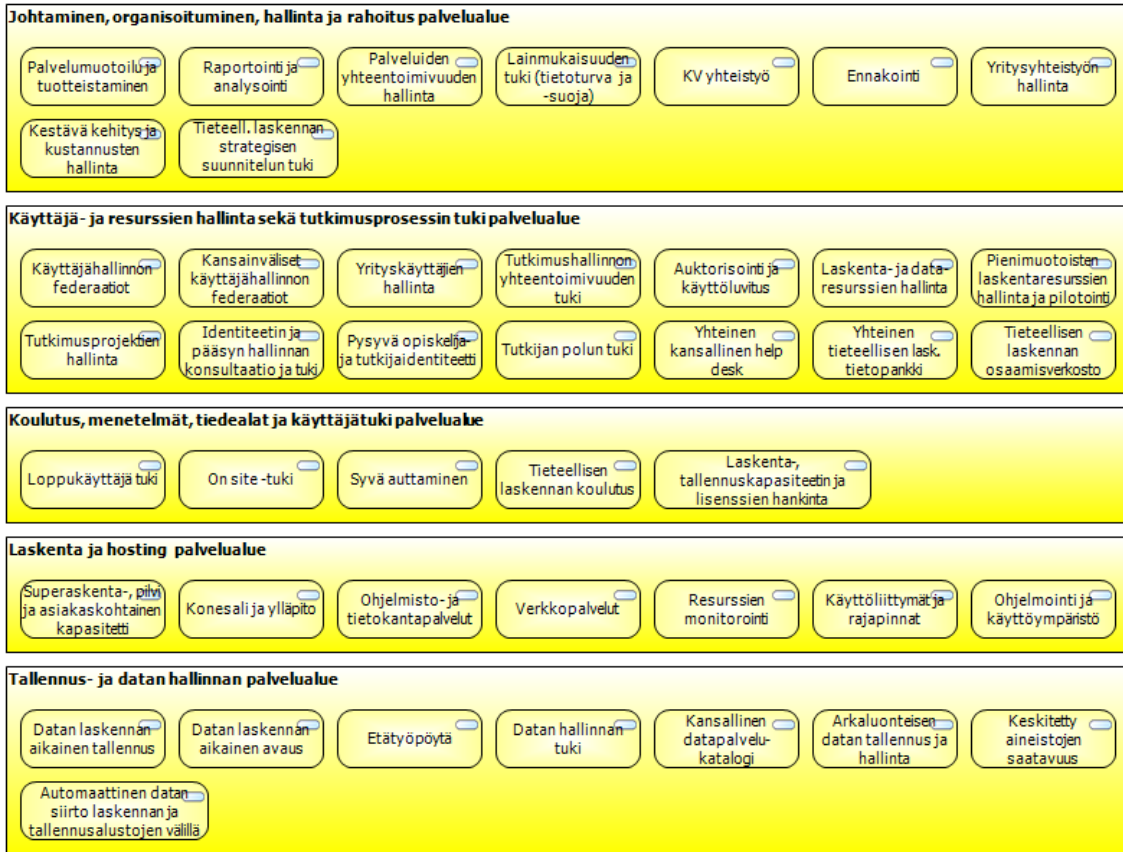 Johtaminen, organisoituminen, hallinta ja rahoitus palvelualue
Palvelumuotoilu ja
tuotteistaminen
Raportointi ja
analysointi
Palveluiden
yhteentoimivuuden
hallinta
Lainmukaisuuden
tuki (tietoturva ja
-suoja)
KV yhteistyö
Ennakointi
Yritysyhteistyön
hallinta
Kestävä kehitys ja
kustannusten
hallinta
Tieteell. laskennan
strategisen
suunnitelun tuki
Käyttäjä- ja resurssien hallinta sekä tutkimusprosessin tuki palvelualue
Käyttäjähallinnon
federaatiot
Kansainväliset
käyttäjähallinnon
federaatiot
Yrityskäyttäjien
hallinta
Tutkimushallinnon
yhteentoimivuuden
tuki
Auktorisointi ja
käyttöluvitus
Laskenta- ja data-
resurssien hallinta
Pienimuotoisten
laskentaresurssien
hallinta ja pilotointi
Tutkimusprojektien
hallinta
Identiteetin ja
pääsyn hallinnan
konsultaatio ja tuki
Pysyvä opiskelija-
ja tutkijaidentiteetti
Tutkijan polun tuki
Yhteinen
kansallinen help
desk
Yhteinen
tieteellisen lask.
tietopankki
Tieteellisen
laskennan
osaamisverkosto
Koulutus, menetelmät, tiedealat ja käyttäjätuki palvelualue
Loppukäyttäjä tuki
On site -tuki
Syvä auttaminen
Tieteellisen
laskennan koulutus
Laskenta-,
tallennuskapasiteetin ja
lisenssien hankinta
Laskenta ja hosting palvelualue
Superaskenta-, pilvi
ja asiakaskohtainen
kapasitetti
Konesali ja ylläpito
Ohjelmisto- ja
tietokantapalvelut
Verkkopalvelut
Resurssien
monitorointi
Käyttöliittymät ja
rajapinnat
Ohjelmointi ja
käyttöympäristö
Tallennus- ja datan hallinnan palvelualue
Datan laskennan
aikainen tallennus
Datan laskennan
aikainen avaus
Etätyöpöytä
Datan hallinnan
tuki
Kansallinen
datapalvelu-
katalogi
Arkaluonteisen
datan tallennus ja
hallinta
Keskitetty
aineistojen
saatavuus
Automaattinen datan
siirto laskennan ja
tallennusalustojen välillä